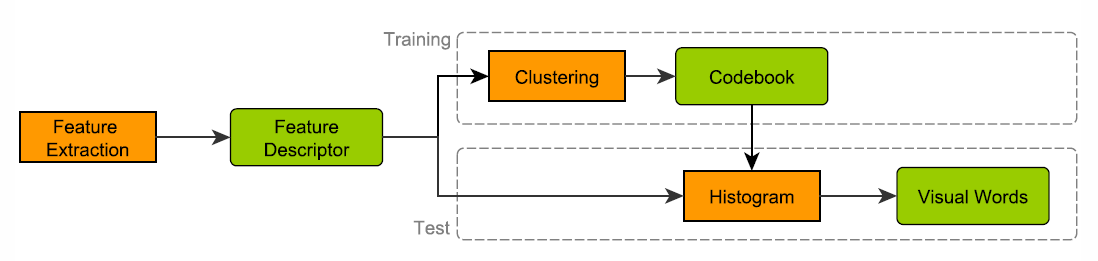 Training
Clustering
Codebook
Feature
Extraction
Feature
Descriptor
Histogram
Visual Words
Test